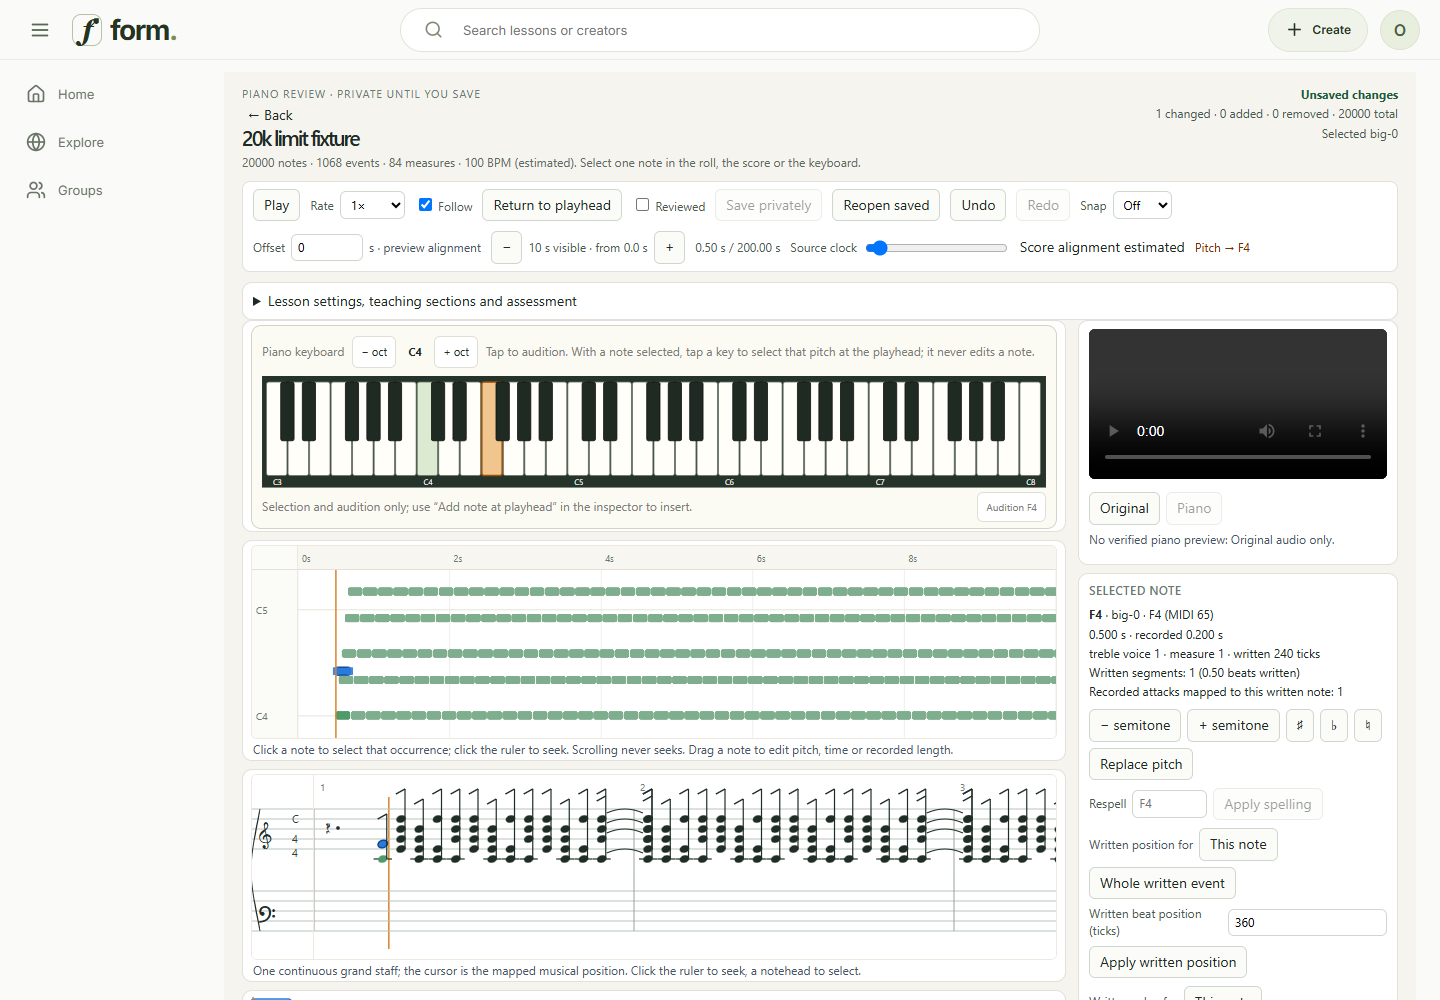 form.
Search lessons or creators
Create
O
Home
Explore
Groups
PIANO REVIEW · PRIVATE UNTIL YOU SAVE
← Back
20k limit fixture
20000 notes · 1068 events · 84 measures · 100 BPM (estimated). Select one note in the roll, the score or the keyboard.
Unsaved changes
1 changed · 0 added · 0 removed · 20000 total
Selected big-0
Play
Rate
1×
Follow
Return to playhead
Reviewed
Save privately
Reopen saved
Undo
Redo
Snap
Off
Offset
0
s · preview alignment
−
10 s visible · from 0.0 s
+
0.50 s / 200.00 s
Source clock
Score alignment estimated
Pitch → F4
Lesson settings, teaching sections and assessment
Piano keyboard
− oct
C4
+ oct
Tap to audition. With a note selected, tap a key to select that pitch at the playhead; it never edits a note.
C3
C4
C5
C6
C7
C8
Selection and audition only; use “Add note at playhead” in the inspector to insert.
Audition F4
0s
2s
4s
6s
8s
C5
C4
Click a note to select that occurrence; click the ruler to seek. Scrolling never seeks. Drag a note to edit pitch, time or recorded length.
1
2
3
C
4
4
One continuous grand staff; the cursor is the mapped musical position. Click the ruler to seek, a notehead to select.
0:00
Original
Piano
No verified piano preview: Original audio only.
SELECTED NOTE
F4 · big-0 · F4 (MIDI 65)
0.500 s · recorded 0.200 s
treble voice 1 · measure 1 · written 240 ticks
Written segments: 1 (0.50 beats written)
Recorded attacks mapped to this written note: 1
− semitone
+ semitone
♯
♭
♮
Replace pitch
Respell
F4
Apply spelling
Written position for
This note
Whole written event
Written beat position
(ticks)
360
Apply written position